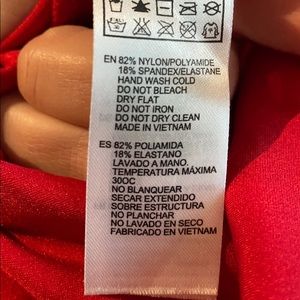 EN 82% NYLON/POLYAMIDE
18% SPANDEX/ELASTANE
HAND WASH COLD
DO NOT BLEACH
DRY FLAT
DO NOT IRON
DO NOT DRY CLEAN
MADE IN VIETNAM
ES 82% POLIAMIDA
18% ELASTANO
LAVADO A MANO.
TEMPERATURA MÁXIMA
30OC
NO BLANQUEAR
SECAR EXTENDIDO
SOBRE ESTRUCTURA
NO PLANCHAR
NO LAVADO EN SECO
FABRICADO EN VIETNAM